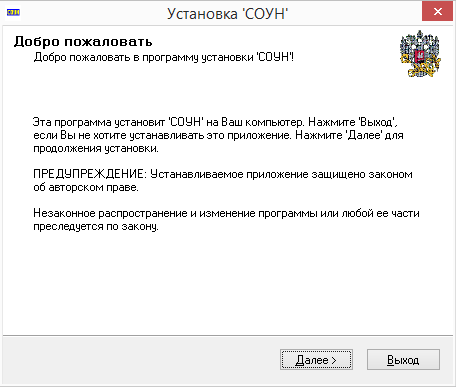 Установка 'СОУН'
Добро пожаловать
Добро пожаловать в программу установки 'СОУН'!
Эта программа установит 'СОУН' на Ваш компьютер. Нажмите 'Выход',
если Вы не хотите устанавливать это приложение. Нажмите 'Далее' для
продолжения установки.
ПРЕДУПРЕЖДЕНИЕ: Устанавливаемое приложение защищено законом
об авторском праве.
Незаконное распространение и изменение программы или любой ее части
преследуется по закону.
Далее >
Выход